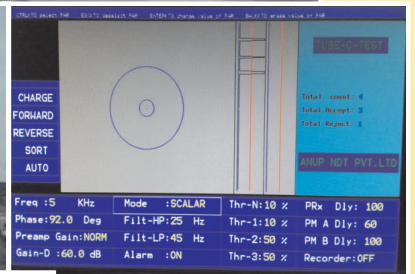 CTRL+X to select PAR ESC+X to deselect PAR ENTER+X to change value of PAR BACK+X to erase value of PAR
TUBE-C-TEST
Total count: 4
Total Accept: 3
Total Reject: 1
ANUP NDT PVT.LTD
CHARGE
FORWARD
REVERSE
SORT
AUTO
Freq :5 KHz Mode :SCALAR Thr-N:10 % PRx Dly: 100
Phase:92.0 Deg Filt-HP:25 Hz Thr-1:10 % PM A Dly: 60
Preamp Gain:NORM Filt-LP:45 Hz Thr-2:50 % PM B Dly: 100
Gain-D :60.0 dB Alarm :ON Thr-3:50 % Recorder:OFF